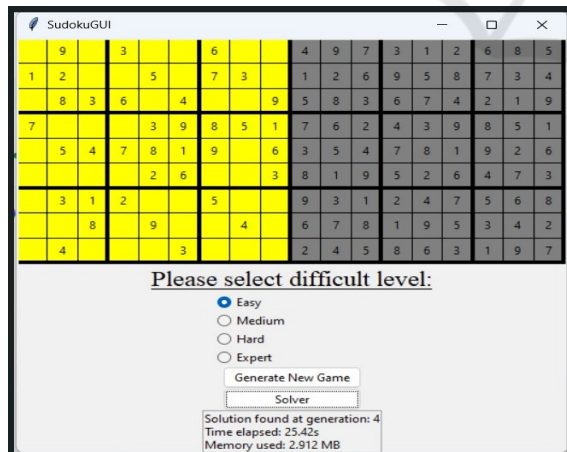 SudokuGUI
9 3 6 4 9 7 3 1 2 6 8 5
1 2 5 7 3 1 2 6 9 5 8 7 3 4
8 3 6 4 9 5 8 3 6 7 4 2 1 9
7 3 9 8 5 1 7 6 2 4 3 9 8 5 1
5 4 7 8 1 9 6 3 5 4 7 8 1 9 2 6
2 6 3 8 1 9 5 2 6 4 7 3
3 1 2 5 9 3 1 2 4 7 5 6 8
8 9 4 6 7 8 1 9 5 3 4 2
4 3 2 4 5 8 6 3 1 9 7
Please select difficult level:
Easy
Medium
Hard
Expert
Generate New Game
Solver
Solution found at generation: 4
Time elapsed: 25.42s
Memory used: 2.912 MB